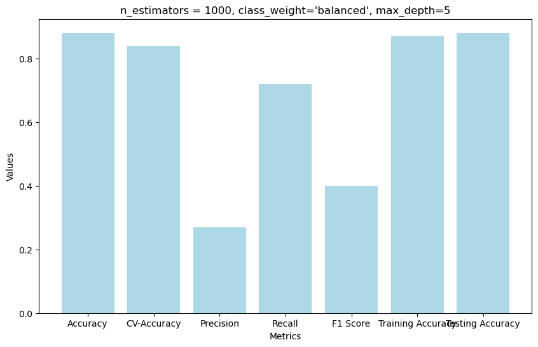 n_estimators = 1000, class_weight='balanced', max_depth=5
Values
0.8
0.6
0.4
0.2
0.0
Accuracy CV-Accuracy Precision Recall F1 Score Training Accuracy Testing Accuracy
Metrics